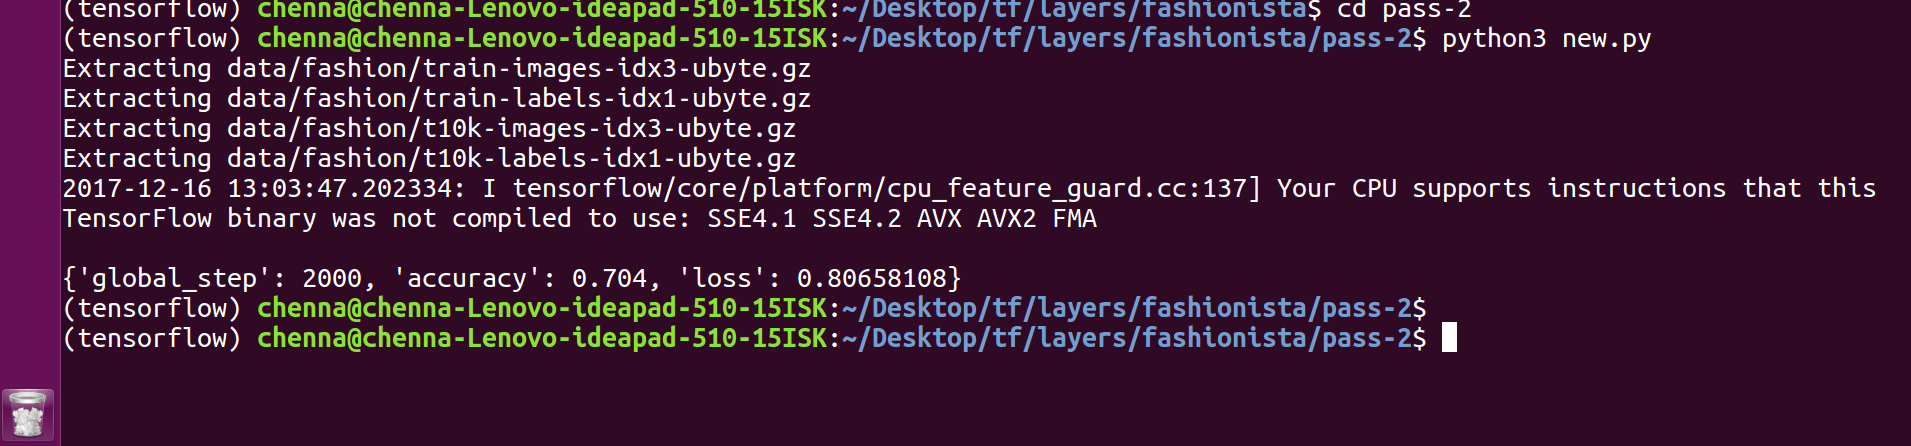 (tensorflow) chenna@chenna-Lenovo-ideapad-510-15ISK:~/Desktop/tf/layers/fashionista$ cd pass-2
(tensorflow) chenna@chenna-Lenovo-ideapad-510-15ISK:~/Desktop/tf/layers/fashionista/pass-2$ python3 new.py
Extracting data/fashion/train-images-idx3-ubyte.gz
Extracting data/fashion/train-labels-idx1-ubyte.gz
Extracting data/fashion/t10k-images-idx3-ubyte.gz
Extracting data/fashion/t10k-labels-idx1-ubyte.gz
2017-12-16 13:03:47.202334: I tensorflow/core/platform/cpu_feature_guard.cc:137] Your CPU supports instructions that this
TensorFlow binary was not compiled to use: SSE4.1 SSE4.2 AVX AVX2 FMA
{'global_step': 2000, 'accuracy': 0.704, 'loss': 0.80658108}
(tensorflow) chenna@chenna-Lenovo-ideapad-510-15ISK:~/Desktop/tf/layers/fashionista/pass-2$
(tensorflow) chenna@chenna-Lenovo-ideapad-510-15ISK:~/Desktop/tf/layers/fashionista/pass-2$